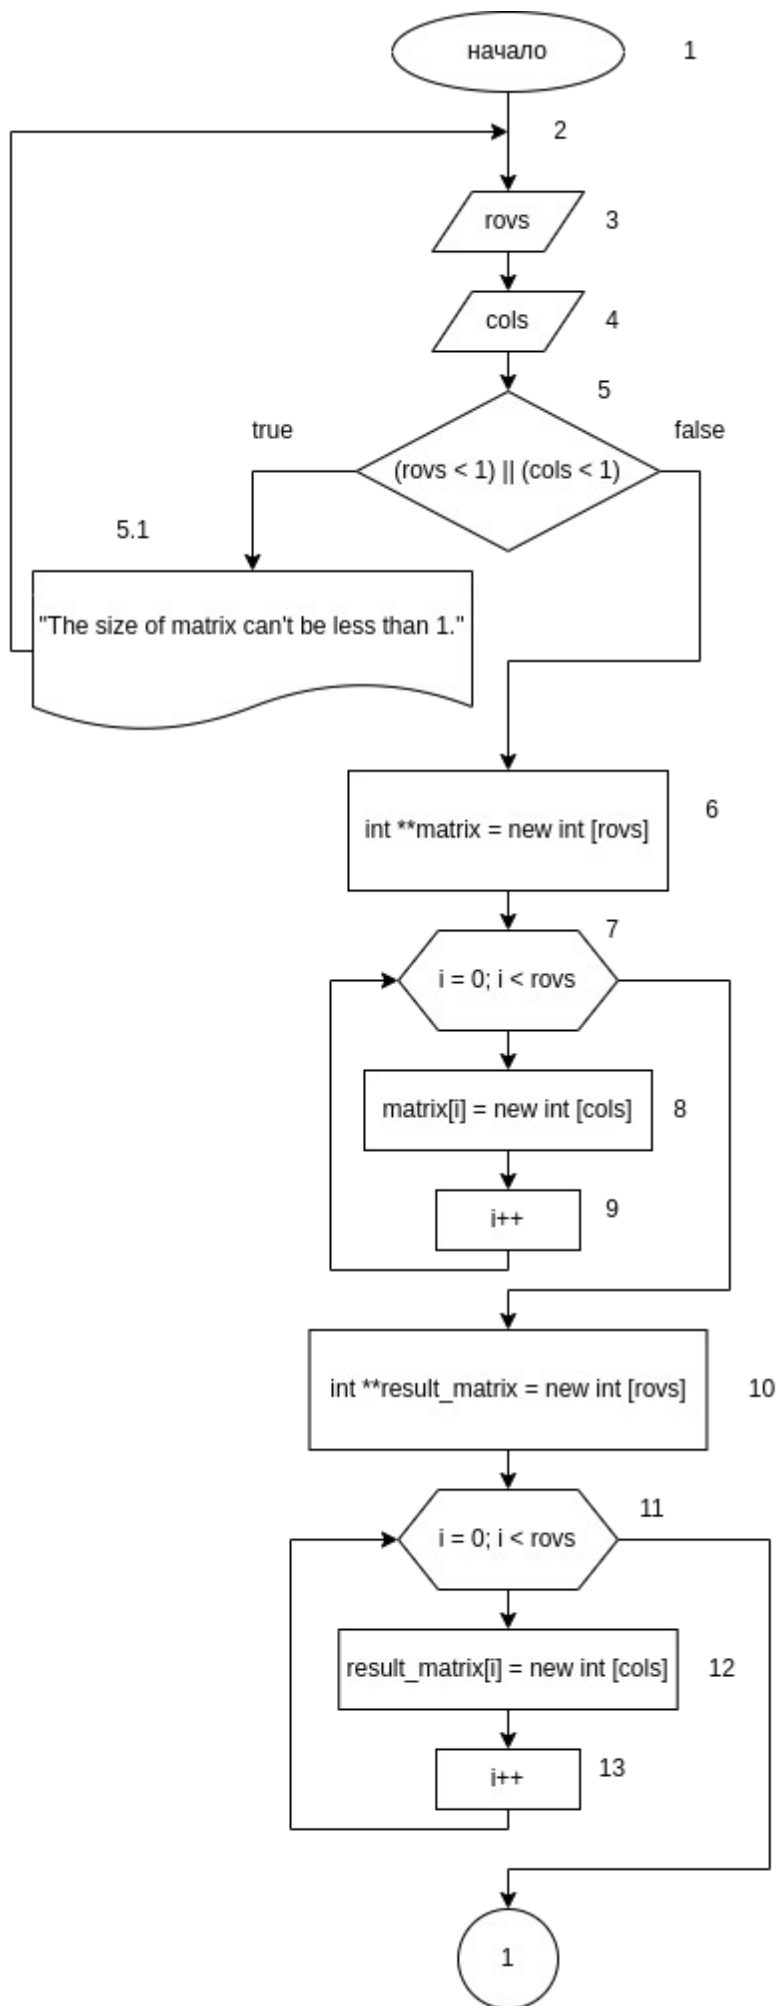 начало 1
2
rovs 3
cols 4
5
true false
(rovs < 1) || (cols < 1)
5.1
"The size of matrix can't be less than 1."
6
int **matrix = new int [rovs]
7
i = 0; i < rovs
matrix[i] = new int [cols] 8
i++ 9
int **result_matrix = new int [rovs] 10
11
i = 0; i < rovs
result_matrix[i] = new int [cols] 12
i++ 13
1